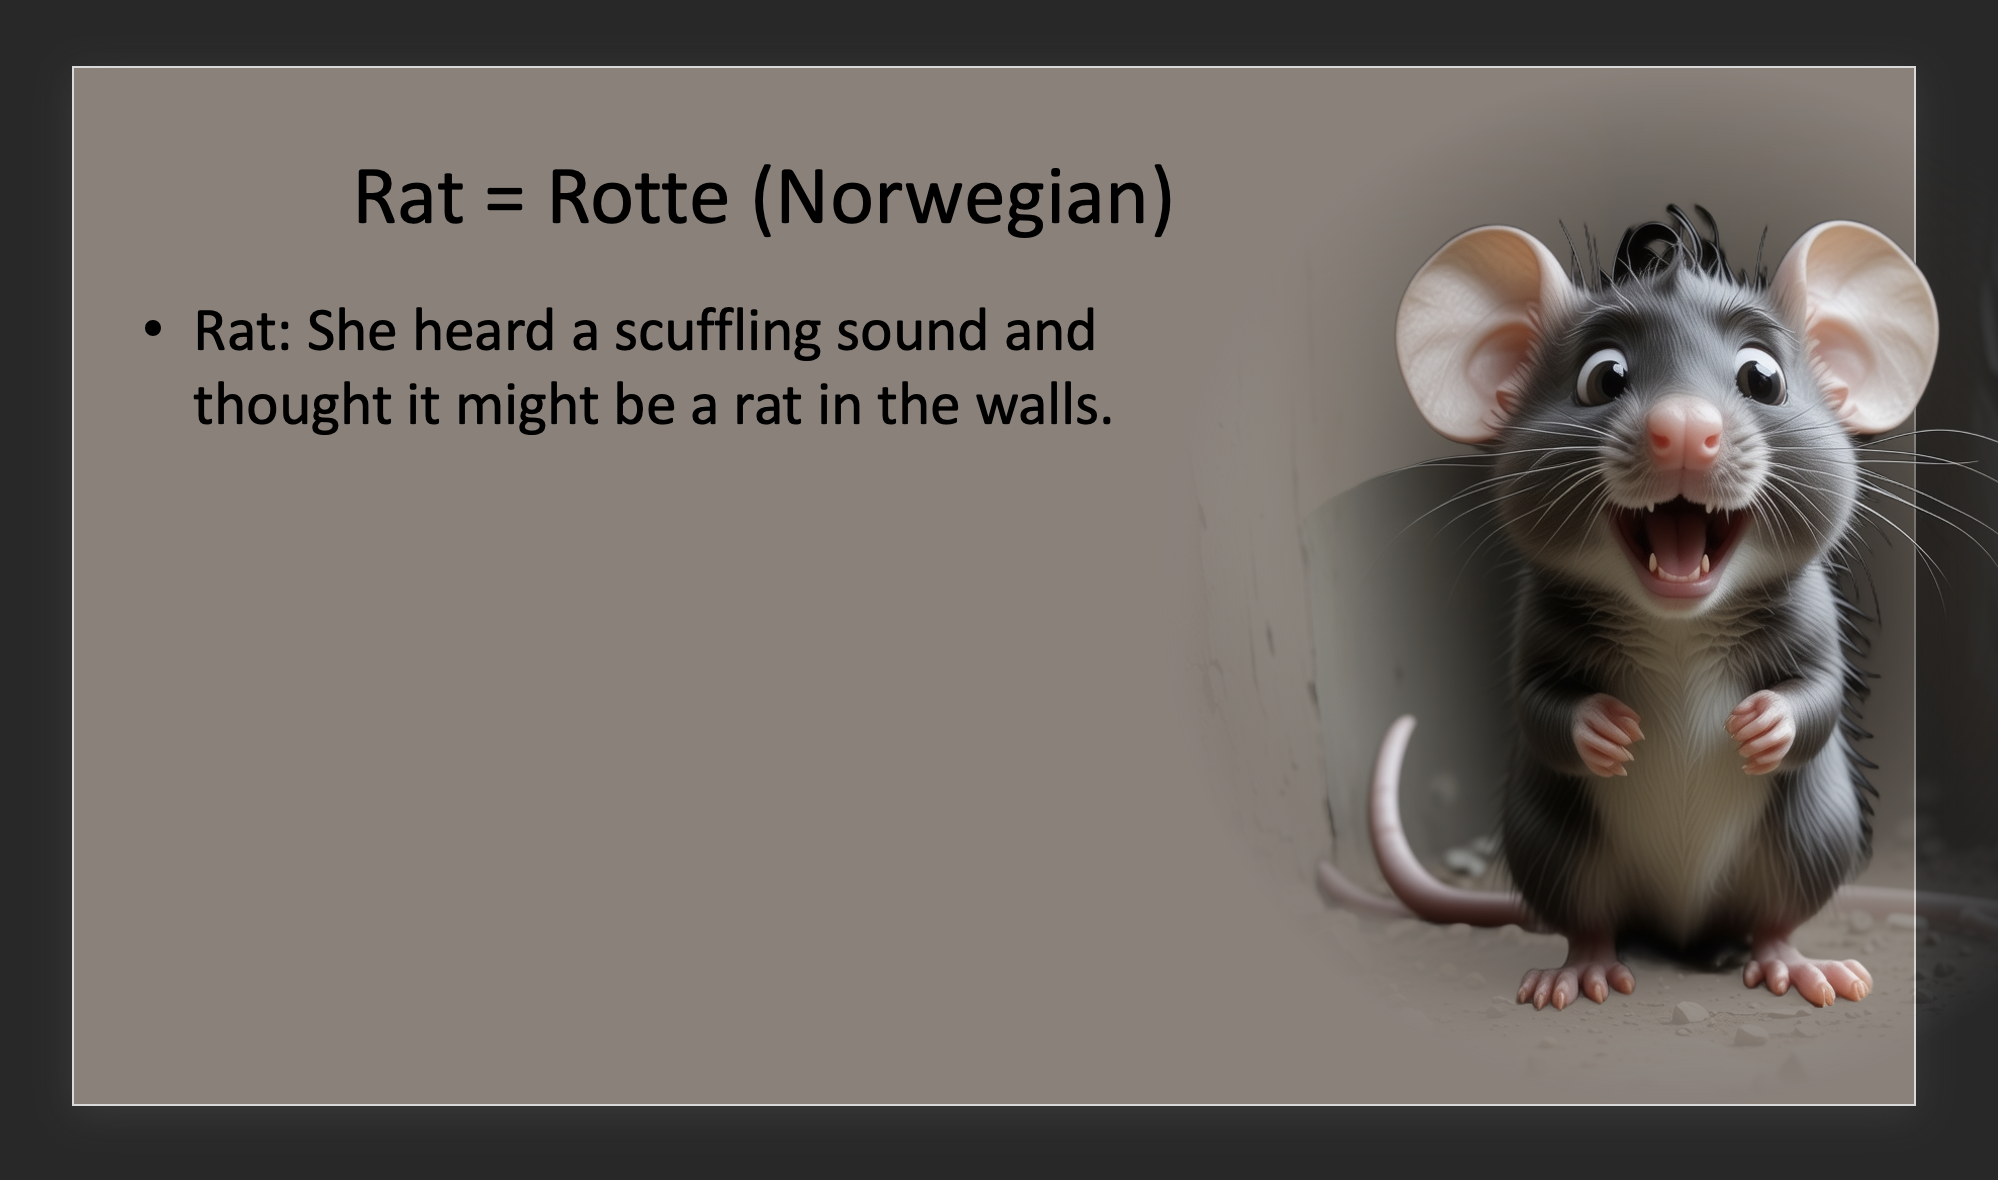 Rat = Rotte (Norwegian)
• Rat: She heard a scuffling sound and
thought it might be a rat in the walls.